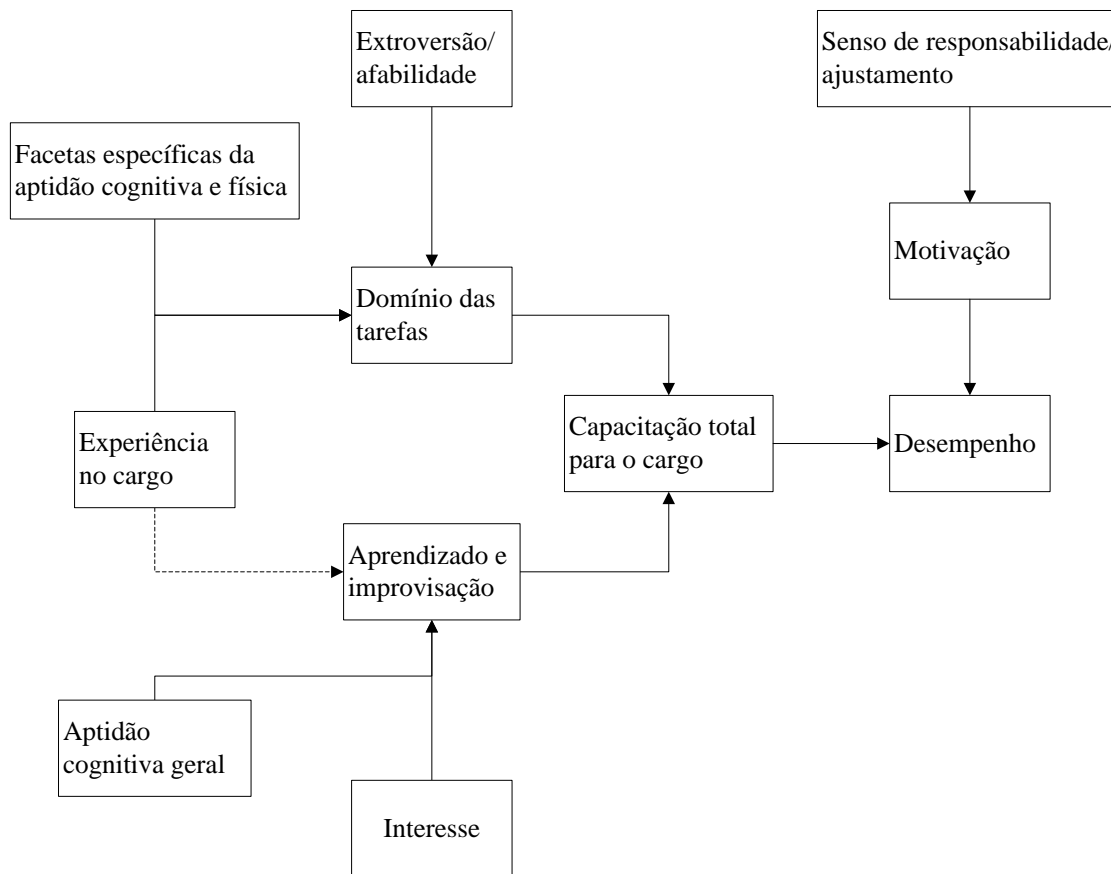 Extroversão/
afabilidade
Senso de responsabilidade/
ajustamento
Facetas específicas da
aptidão cognitiva e física
Motivação
Domínio das
tarefas
Experiência
no cargo
Capacitação total
para o cargo
Desempenho
Aprendizado e
improvisação
Aptidão
cognitiva geral
Interesse